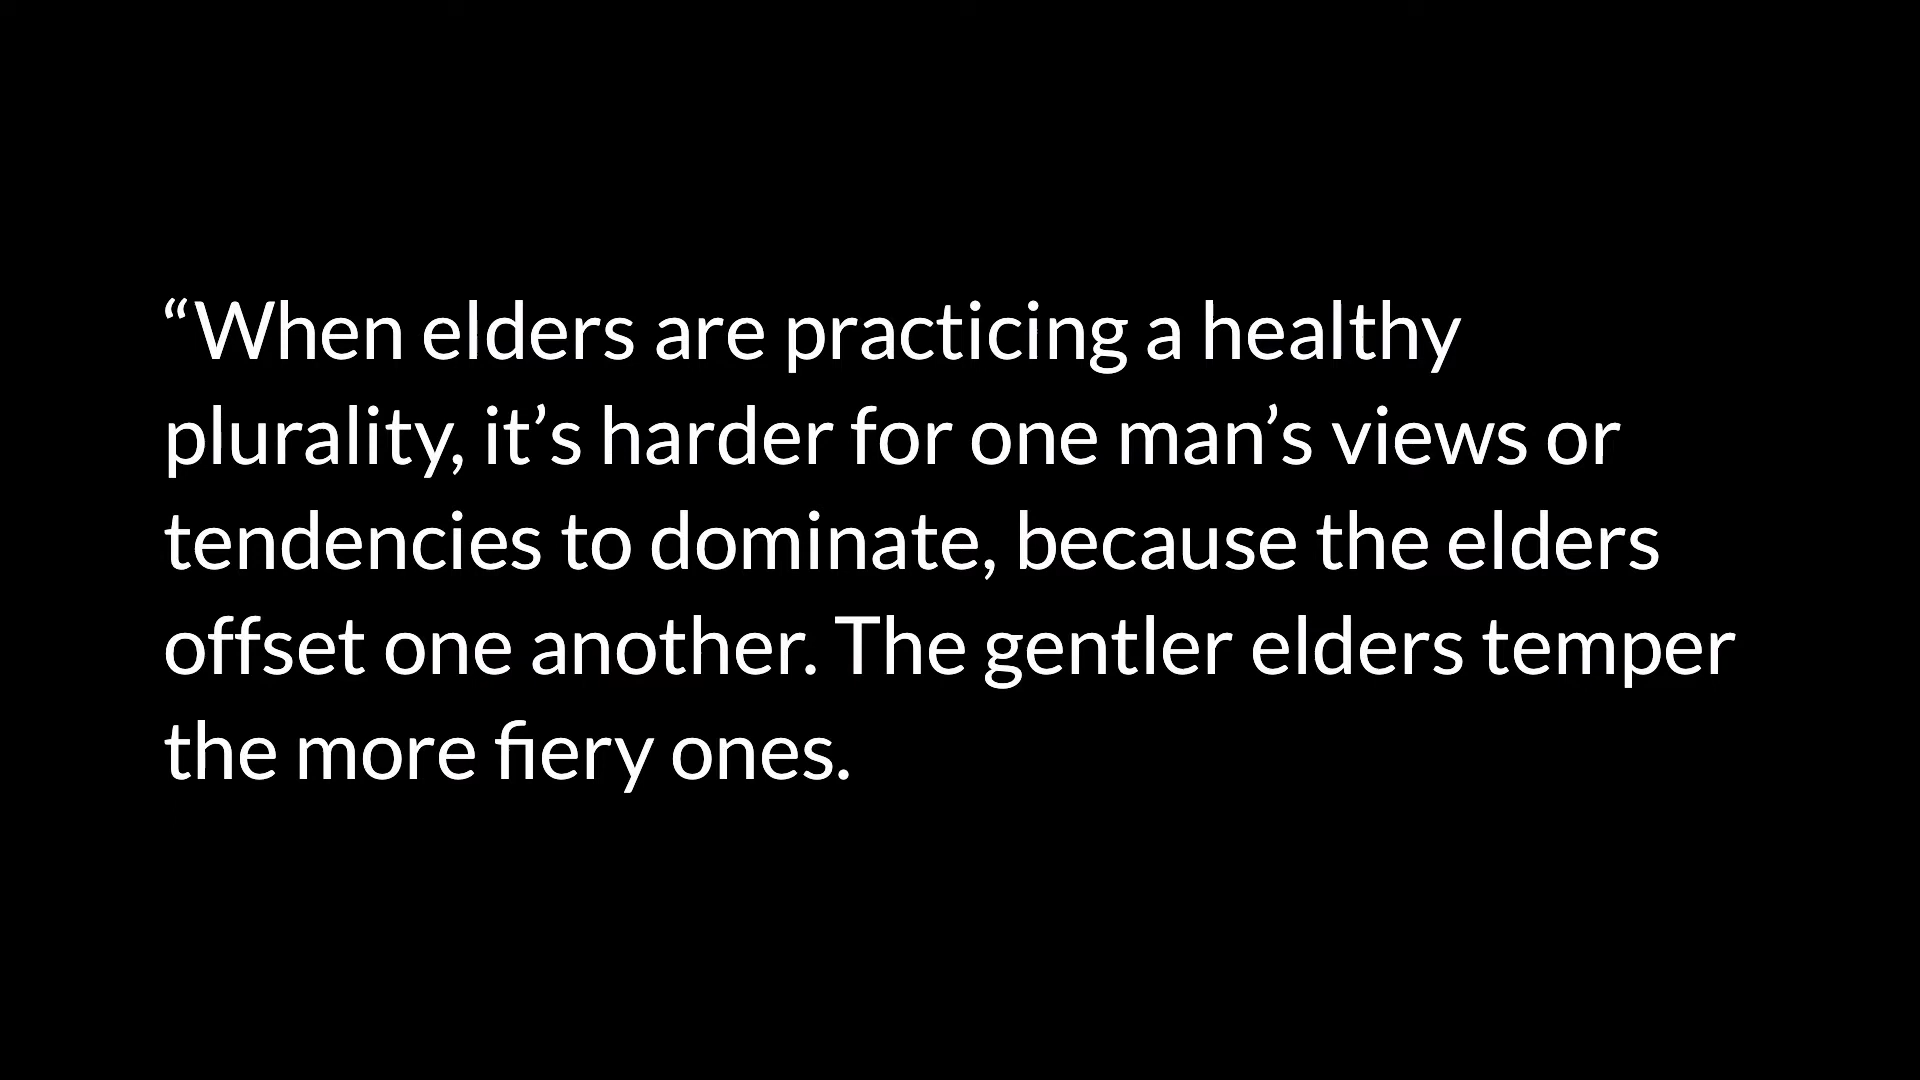 “When elders are practicing a healthy
plurality, it’s harder for one man’s views or
tendencies to dominate, because the elders
offset one another. The gentler elders temper
the more fiery ones.